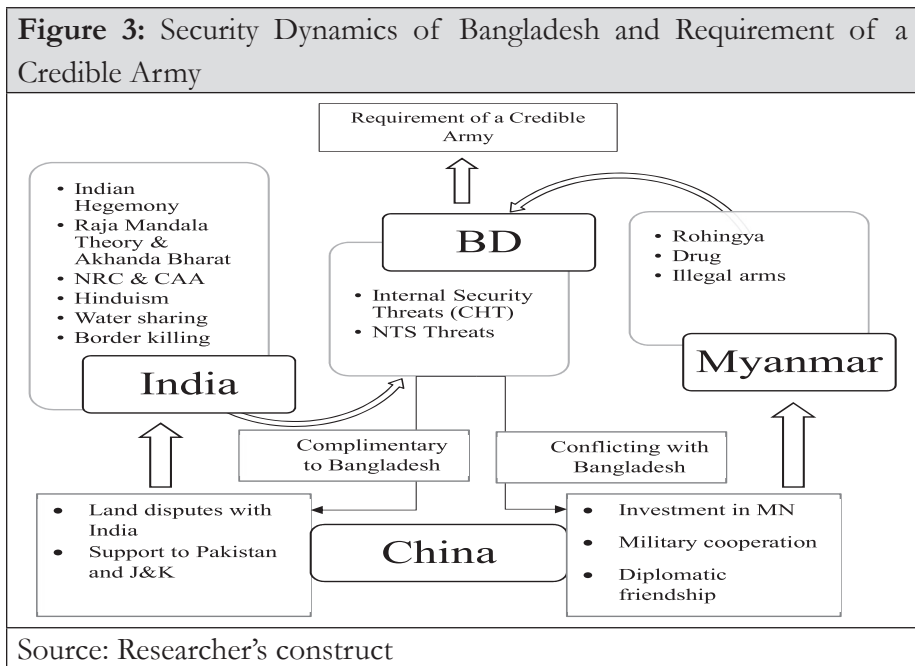 Figure 3: Security Dynamics of Bangladesh and Requirement of a
Credible Army
Requirement of a Credible
Army
• Indian
Hegemony
• Raja Mandala
Theory &
Akhanda Bharat
• NRC & CAA
• Hinduism
• Water sharing
• Border killing
India
BD
• Internal Security
Threats (CHT)
• NTS Threats
• Rohingya
• Drug
• Illegal arms
Myanmar
Complimentary
to Bangladesh
Conflicting with
Bangladesh
• Land disputes with
India
• Support to Pakistan
and J&K
China
• Investment in MN
• Military cooperation
• Diplomatic
friendship
Source: Researcher's construct